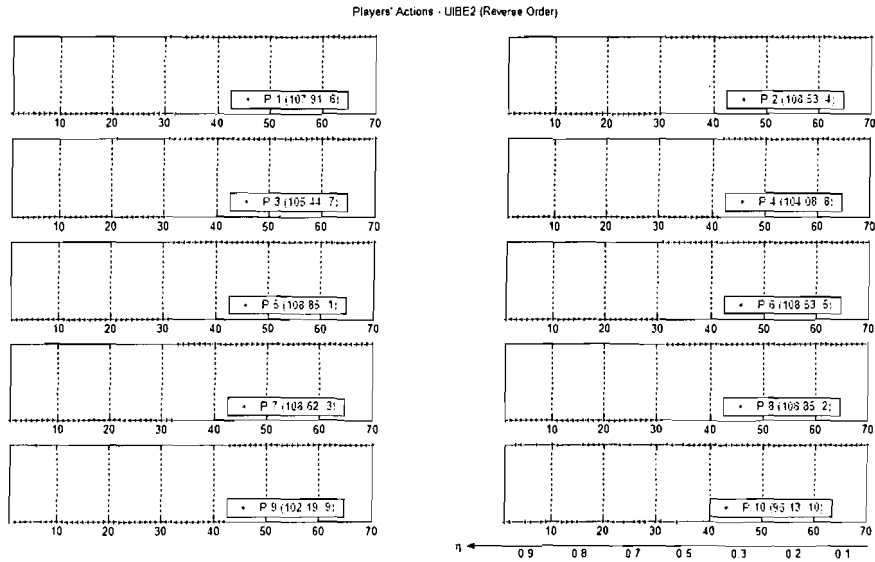 Players' Actions - UIBE2 (Reverse Order)
P 1 (107 91 6)
10 20 30 40 50 60 70
P 2 (108 63 4)
10 20 30 40 50 60 70
P 3 (105 44 7)
10 20 30 40 50 60 70
P 4 (104 08 8)
10 20 30 40 50 60 70
P 5 (108 85 1)
10 20 30 40 50 60 70
P 6 (108 53 5)
10 20 30 40 50 60 70
P 7 (108 62 3)
10 20 30 40 50 60 70
P 8 (108 85 2)
10 20 30 40 50 60 70
P 9 (102 19 9)
10 20 30 40 50 60 70
P 10 (95 13 10)
10 20 30 40 50 60 70
η
0 9 0 8 0 7 0 5 0 3 0 2 0 1